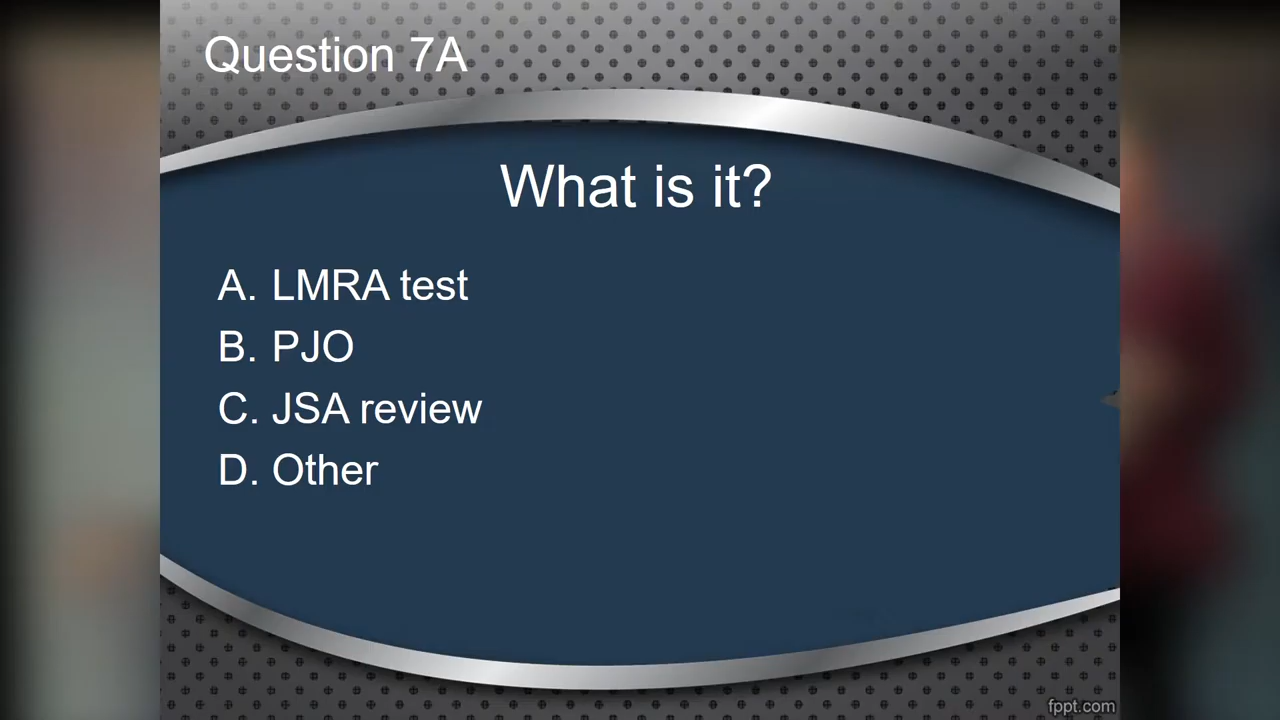 Question 7A
What is it?
A. LMRA test
B. PJO
C. JSA review
D. Other
fppt.com